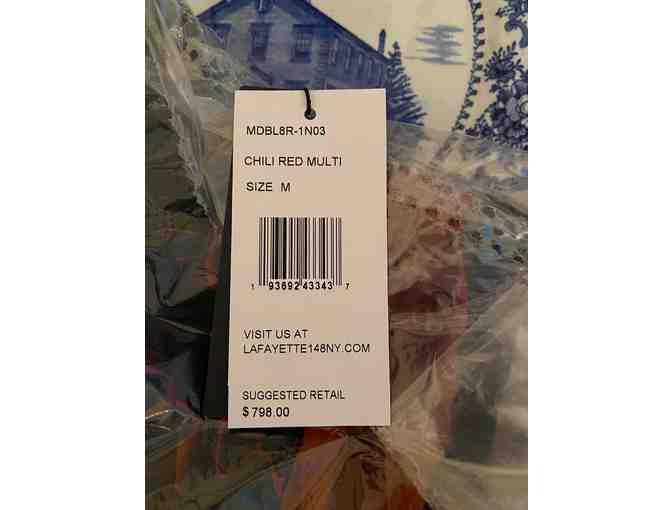 MDBL8R-1N03
CHILI RED MULTI
SIZE M
1 93692 43343 7
VISIT US AT
LAFAYETTE148NY.COM
SUGGESTED RETAIL
$798.00